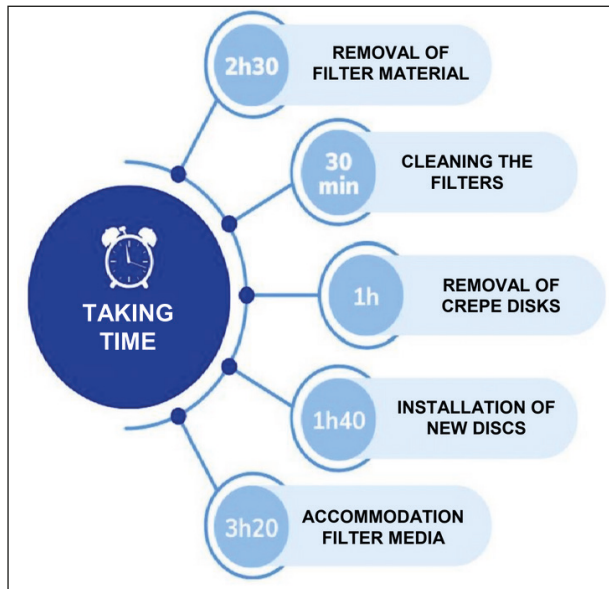 2h30
REMOVAL OF
FILTER MATERIAL
30
min
CLEANING THE
FILTERS
1h
REMOVAL OF
CREPE DISKS
TAKING
TIME
1h40
INSTALLATION OF
NEW DISCS
3h20
ACCOMMODATION
FILTER MEDIA